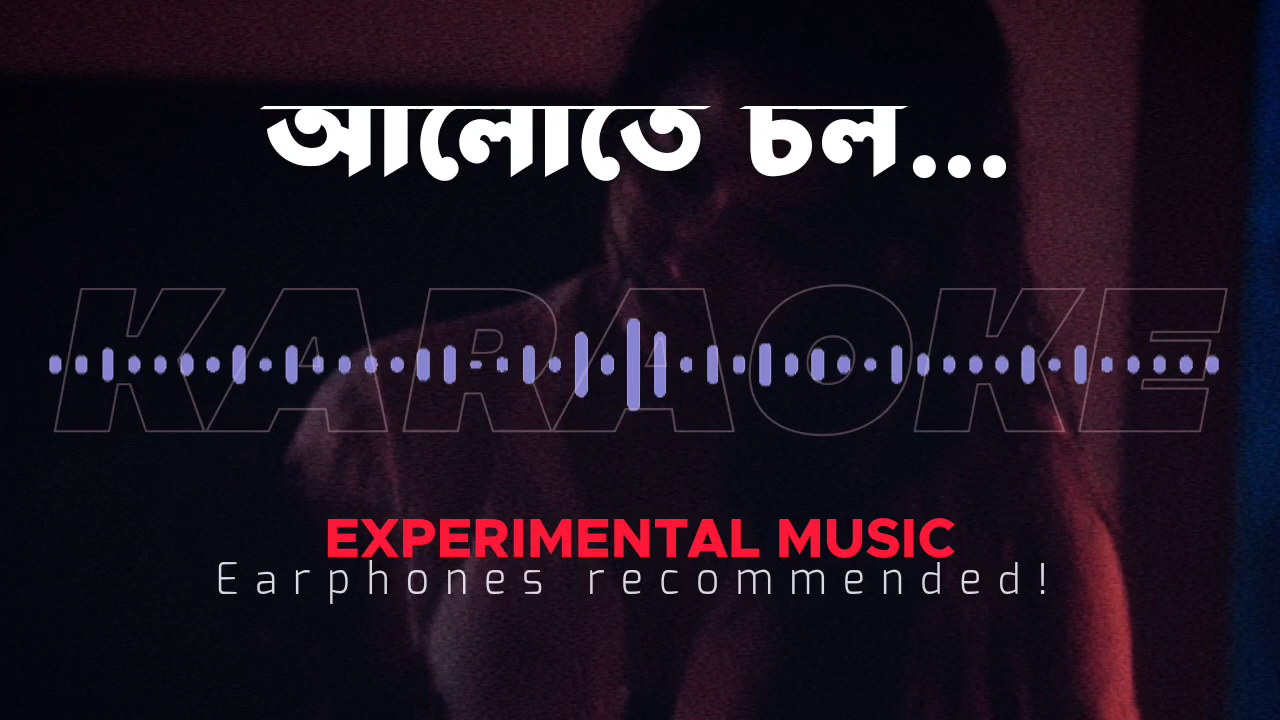 আলোতে চল...
KARAOKE
EXPERIMENTAL MUSIC
Earphones recommended!